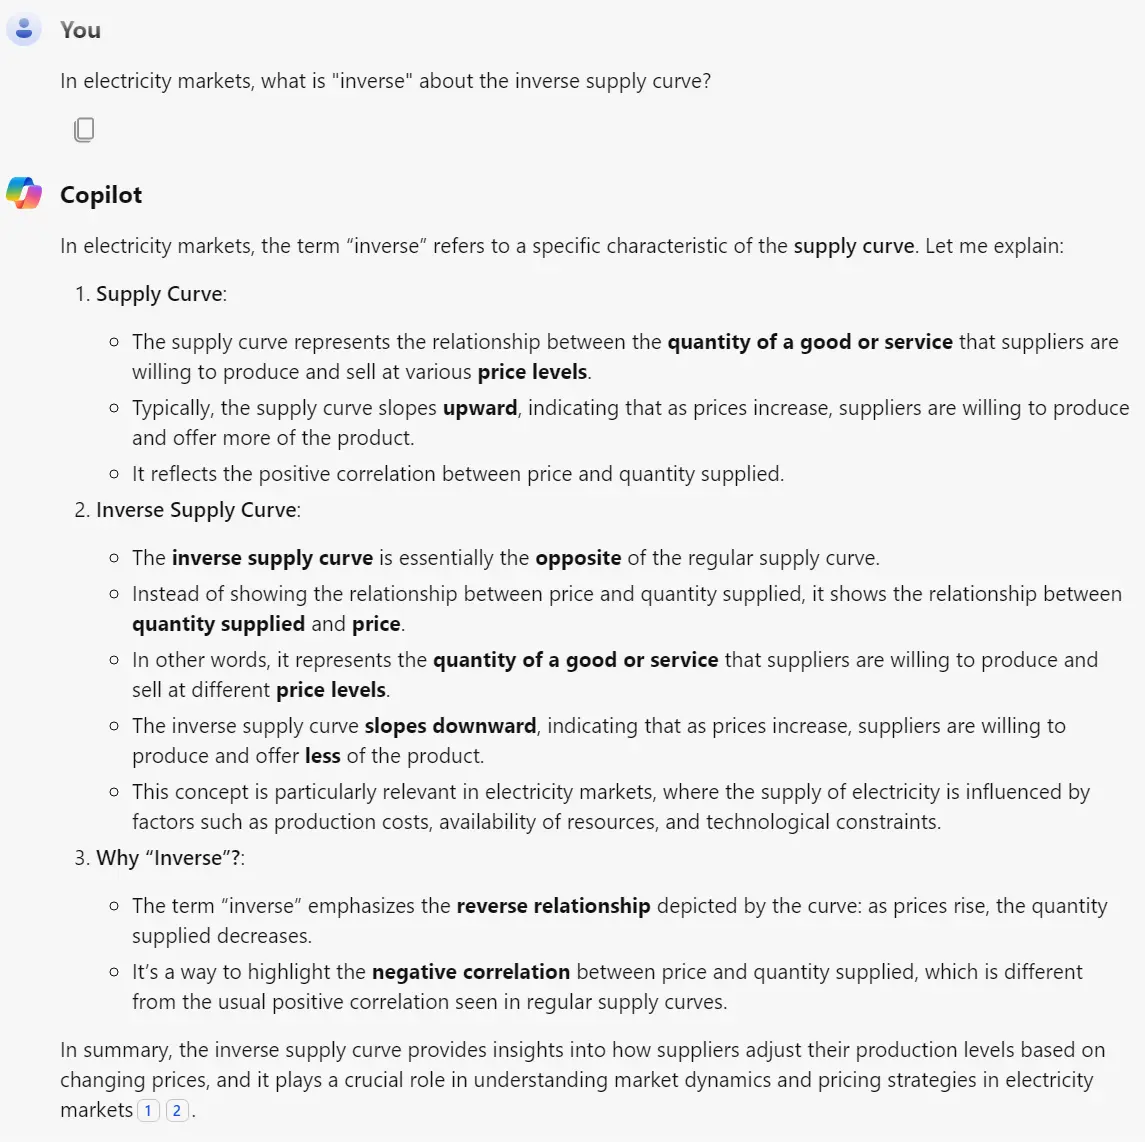 You
In electricity markets, what is "inverse" about the inverse supply curve?
Copilot
In electricity markets, the term “inverse” refers to a specific characteristic of the supply curve. Let me explain:
1. Supply Curve:
The supply curve represents the relationship between the quantity of a good or service that suppliers are
willing to produce and sell at various price levels.
Typically, the supply curve slopes upward, indicating that as prices increase, suppliers are willing to produce
and offer more of the product.
It reflects the positive correlation between price and quantity supplied.
2. Inverse Supply Curve:
The inverse supply curve is essentially the opposite of the regular supply curve.
Instead of showing the relationship between price and quantity supplied, it shows the relationship between
quantity supplied and price.
In other words, it represents the quantity of a good or service that suppliers are willing to produce and
sell at different price levels.
The inverse supply curve slopes downward, indicating that as prices increase, suppliers are willing to
produce and offer less of the product.
This concept is particularly relevant in electricity markets, where the supply of electricity is influenced by
factors such as production costs, availability of resources, and technological constraints.
3. Why “Inverse”?:
The term “inverse” emphasizes the reverse relationship depicted by the curve: as prices rise, the quantity
supplied decreases.
It’s a way to highlight the negative correlation between price and quantity supplied, which is different
from the usual positive correlation seen in regular supply curves.
In summary, the inverse supply curve provides insights into how suppliers adjust their production levels based on
changing prices, and it plays a crucial role in understanding market dynamics and pricing strategies in electricity
markets 1 2.